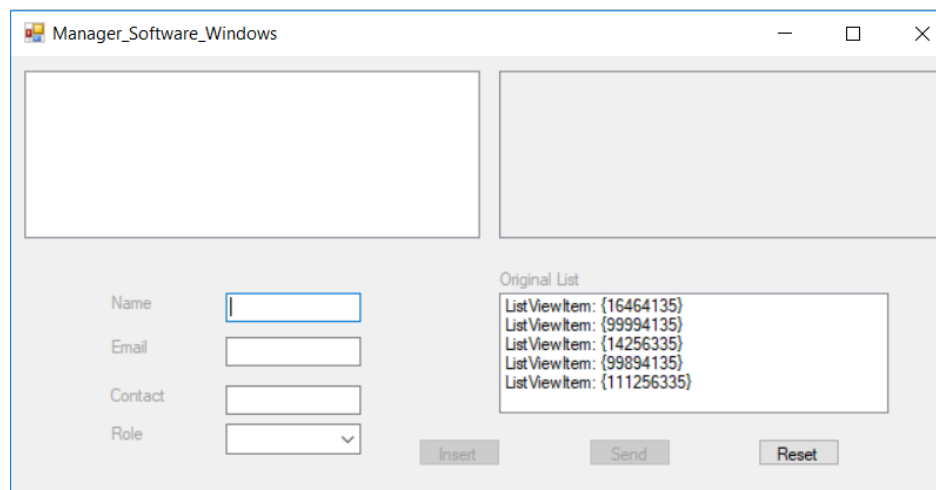 Manager_Software_Windows
Original List
ListViewItem: {16464135}
ListViewItem: {99994135}
ListViewItem: {14256335}
ListViewItem: {99894135}
ListViewItem: {111256335}
Name
Email
Contact
Role
Insert
Send
Reset